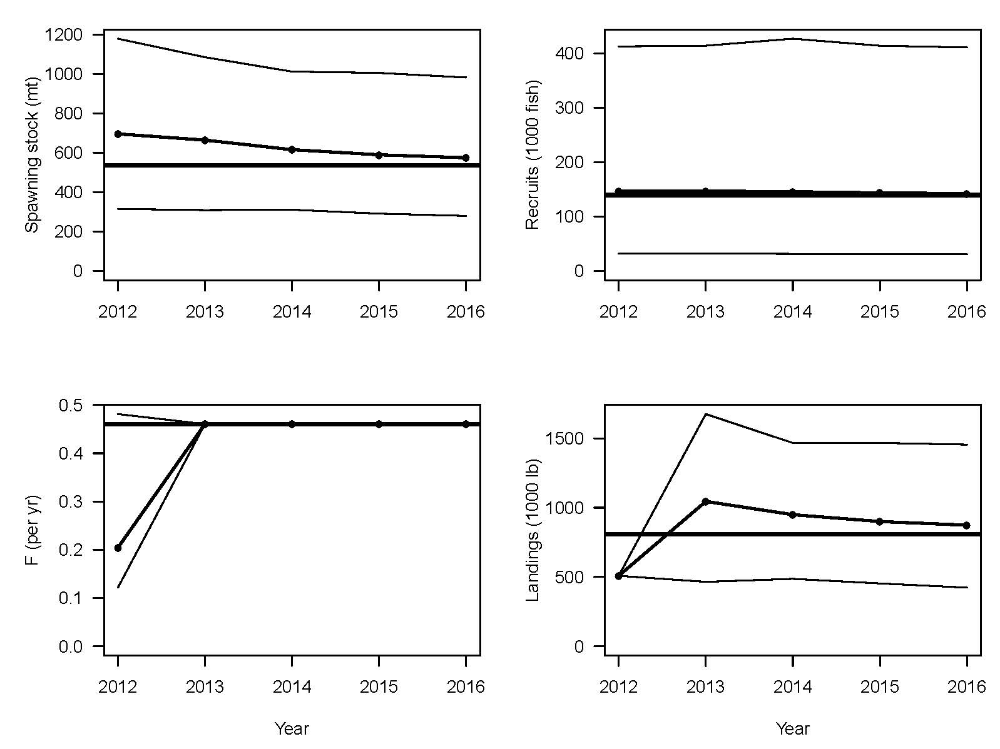 Spawning stock (mt)
1200
1000
800
600
400
200
0
2012 2013 2014 2015 2016
Recruits (1000 fish)
400
300
200
100
0
2012 2013 2014 2015 2016
F (per yr)
0.5
0.4
0.3
0.2
0.1
0.0
2012 2013 2014 2015 2016
Year
Landings (1000 lb)
1500
1000
500
0
2012 2013 2014 2015 2016
Year